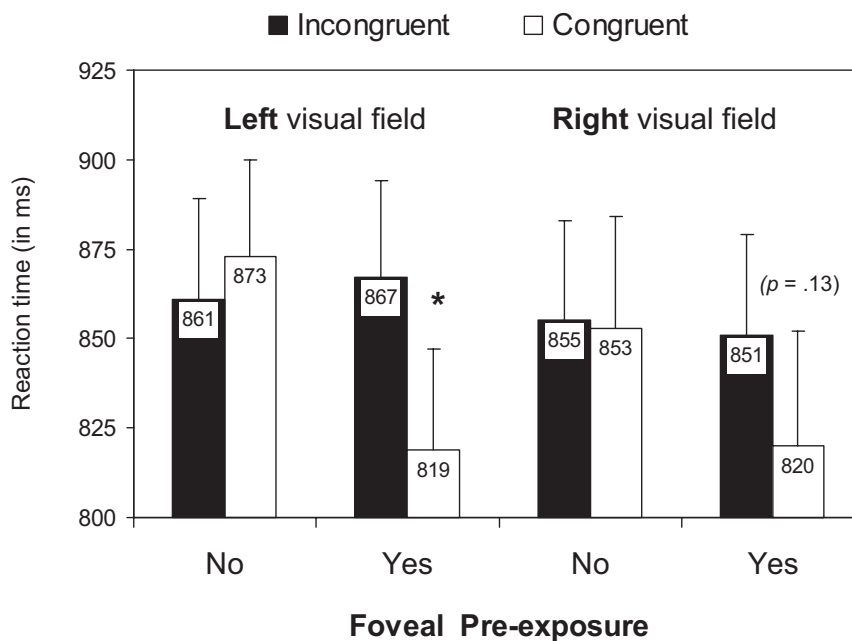 Incongruent Congruent
925
900
875
850
825
800
Reaction time (in ms)
Left visual field Right visual field
861 873 867 * 819 855 853 851 (p = .13) 820
No Yes No Yes
Foveal Pre-exposure